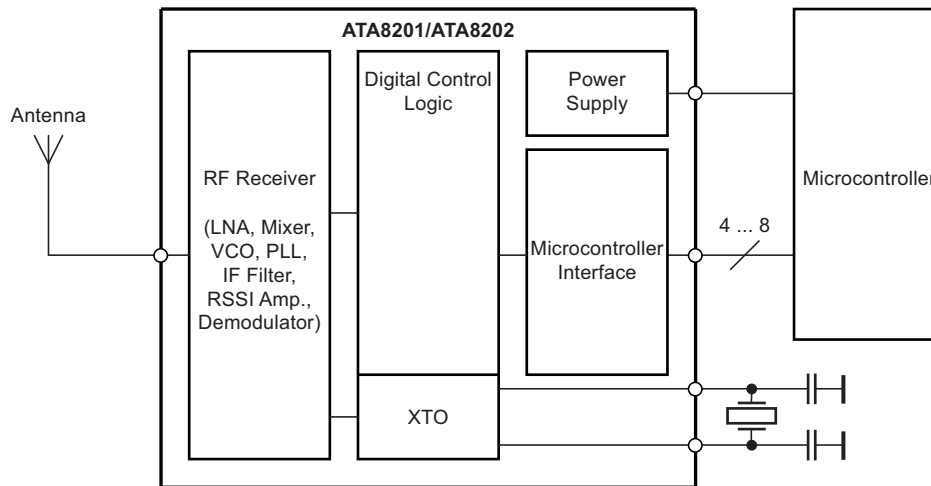 ATA8201/ATA8202
Antenna
RF Receiver
(LNA, Mixer,
VCO, PLL,
IF Filter,
RSSI Amp.,
Demodulator)
Digital Control
Logic
XTO
Power
Supply
Microcontroller
Interface
4 ... 8
Microcontroller